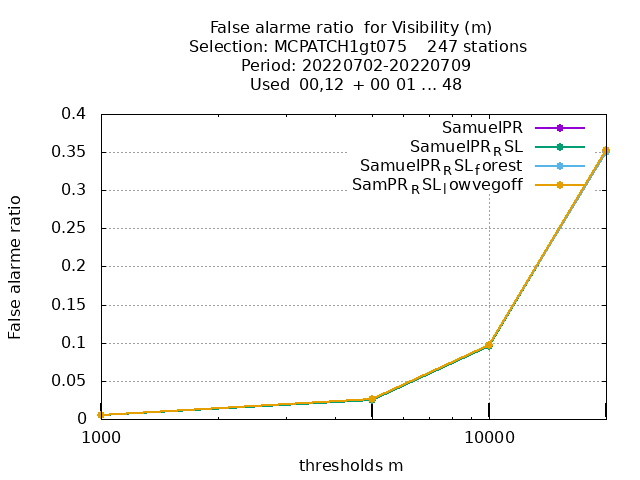 False alarme ratio  for Visibility (m)
Selection: MCPATCH1gt075    247 stations
Period: 20220702-20220709
Used  00,12  + 00 01 ... 48
0.4
0.35
0.3
0.25
0.2
0.15
0.1
0.05
0
1000
10000
False alarme ratio
thresholds m
SamuelPR
SamuelPR_RSL
SamuelPR_RSL_forest
SamPR_RSL_lowvegoff